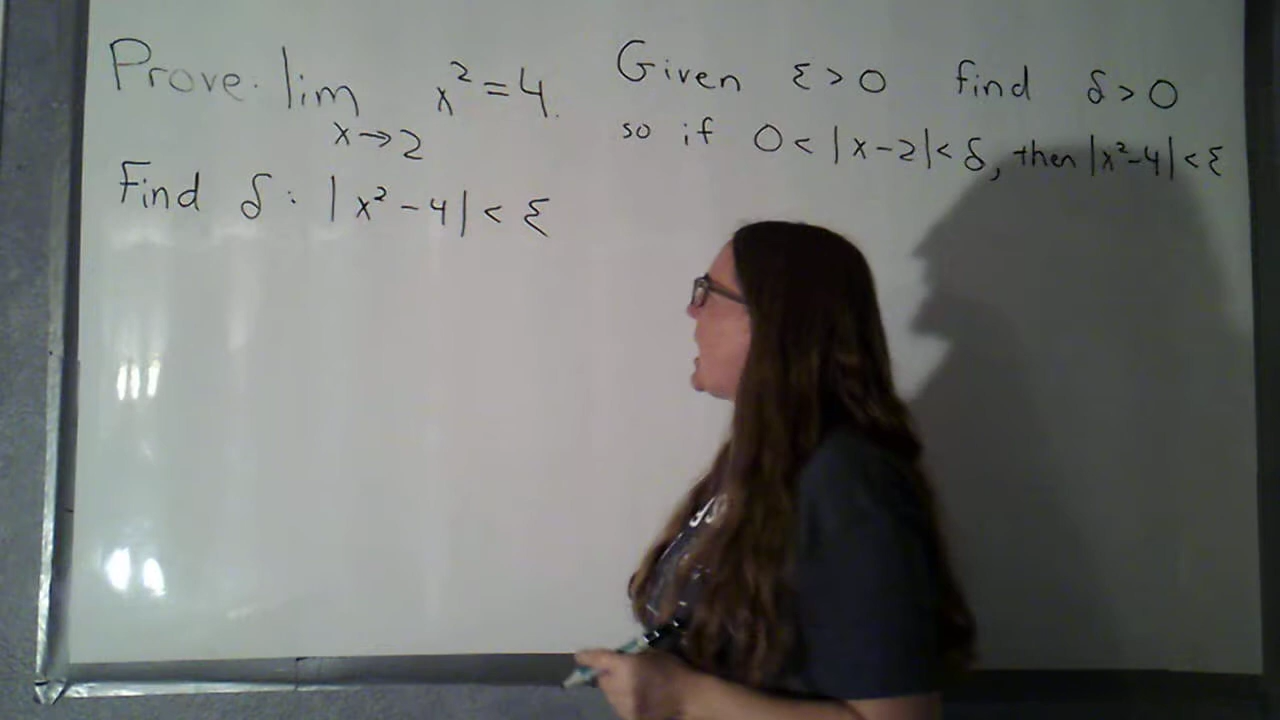 Prove: lim x² = 4.
x→2
Find δ: |x² - 4| < ε
Given ε > 0 find δ > 0
so if 0 < |x-2| < δ, then |x²-4| < ε